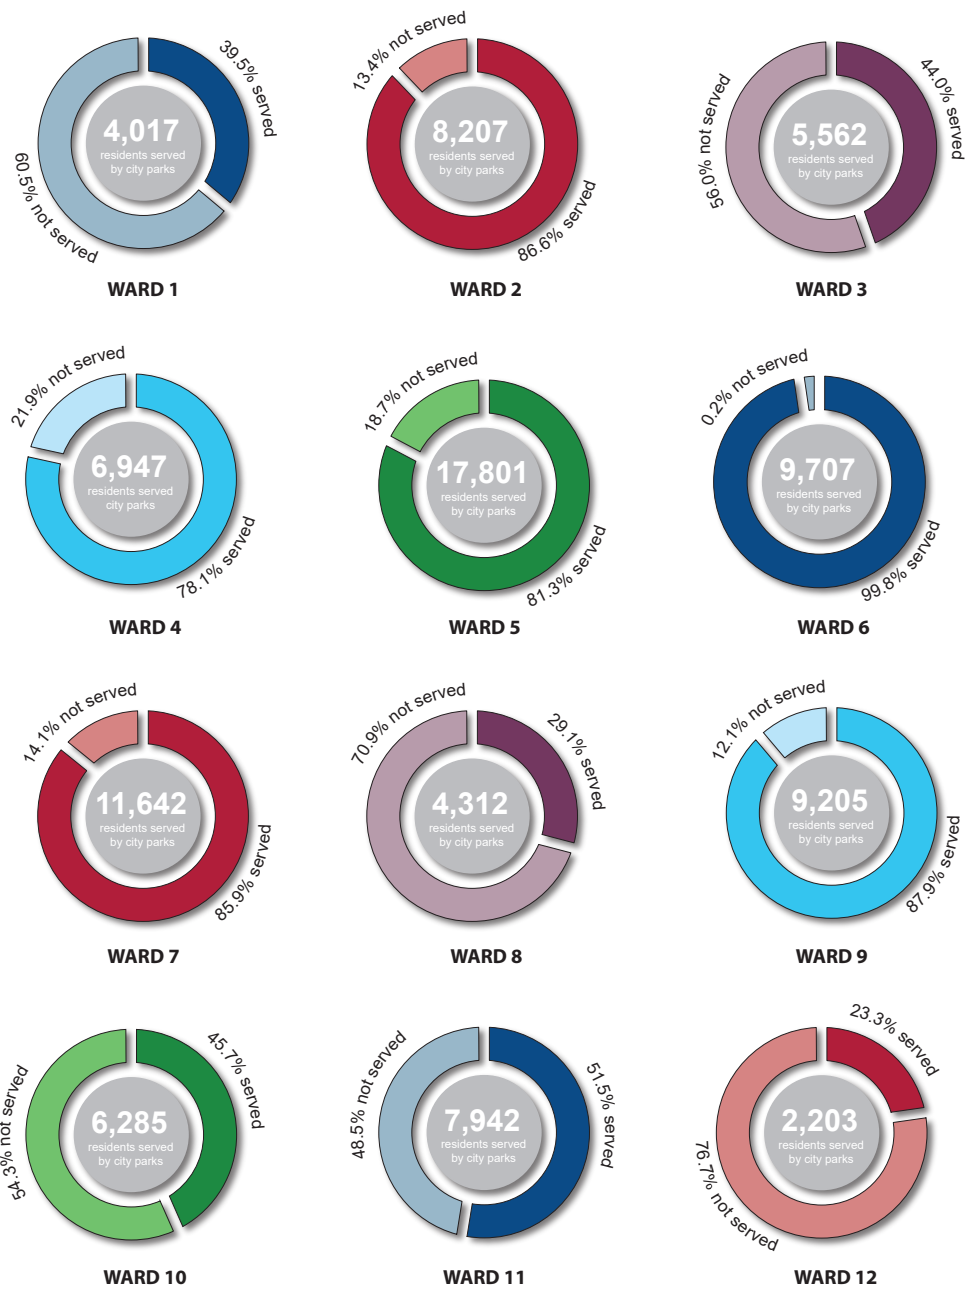 39.5% served
4,017
residents served
by city parks
60.5% not served
WARD 1
13.4% not served
8,207
residents served
by city parks
86.6% served
WARD 2
44.0% served
5,562
residents served
by city parks
56.0% not served
WARD 3
21.9% not served
6,947
residents served
city parks
78.1% served
WARD 4
18.7% not served
17,801
residents served
by city parks
81.3% served
WARD 5
0.2% not served
9,707
residents served
by city parks
99.8% served
WARD 6
14.1% not served
11,642
residents served
by city parks
85.9% served
WARD 7
70.9% not served
29.1% served
4,312
residents served
by city parks
WARD 8
12.1% not served
9,205
residents served
by city parks
87.9% served
WARD 9
45.7% served
54.3% not served
6,285
residents served
by city parks
WARD 10
48.5% not served
51.5% served
7,942
residents served
by city parks
WARD 11
23.3% served
2,203
residents served
by city parks
76.7% not served
WARD 12